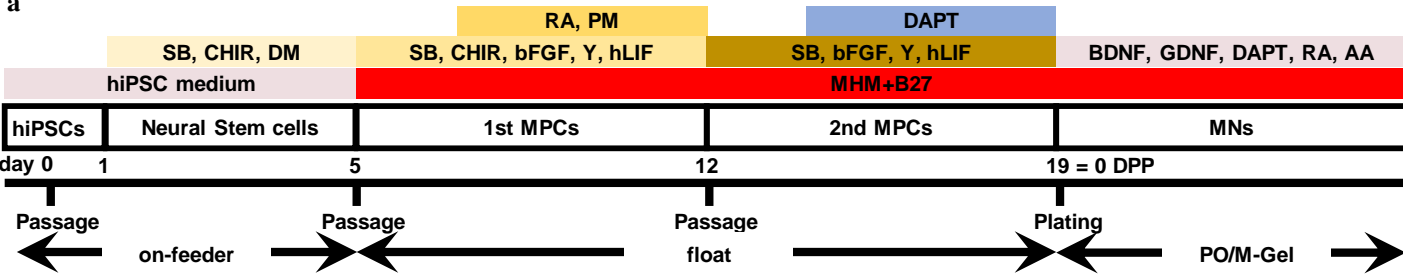 a
RA, PM DAPT
SB, CHIR, DM SB, CHIR, bFGF, Y, hLIF SB, bFGF, Y, hLIF BDNF, GDNF, DAPT, RA, AA
hiPSC medium MHM+B27
hiPSCs Neural Stem cells 1st MPCs 2nd MPCs MNs
day 0 1 5 12 19 = 0 DPP
Passage Passage Passage Plating
on-feeder float PO/M-Gel